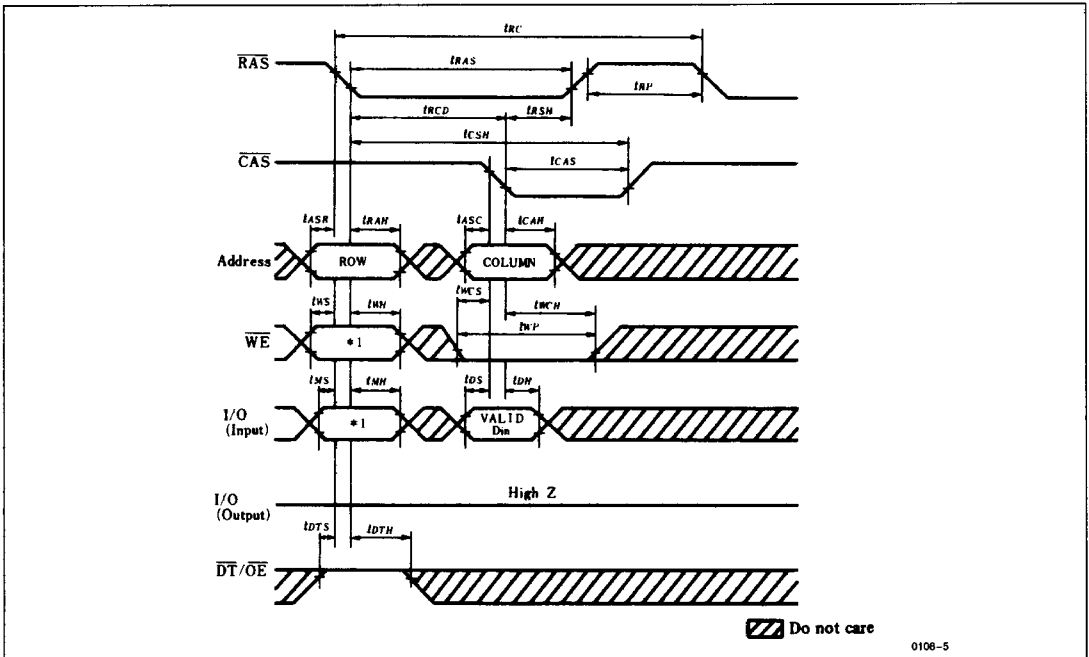 tRC
RAS
tRAS
tRP
tRCD
tRSH
tCSH
CAS
tCAS
tASR
tRAH
tASC
tCAH
Address
ROW
COLUMN
tWS
tWH
tWCS
tWCH
tWP
WE
*1
tMS
tMH
tDS
tDH
I/O
(Input)
*1
VALID
Din
I/O
(Output)
High Z
tDTS
tDTH
DT/OE
Do not care
0108-5